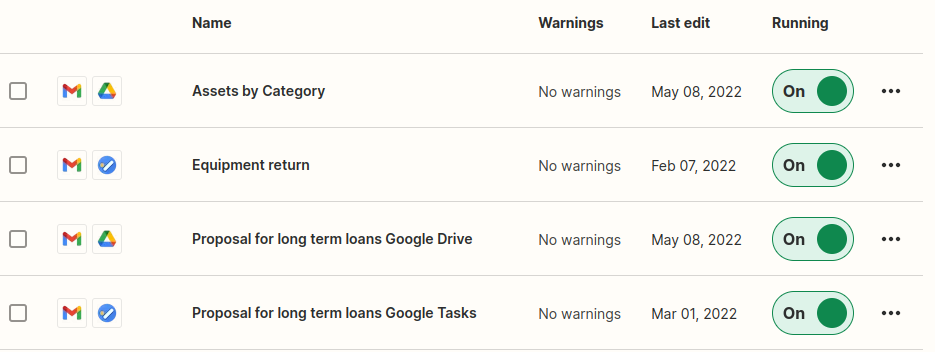 Name Warnings Last edit Running
Assets by Category No warnings May 08, 2022 On
Equipment return No warnings Feb 07, 2022 On
Proposal for long term loans Google Drive No warnings May 08, 2022 On
Proposal for long term loans Google Tasks No warnings Mar 01, 2022 On